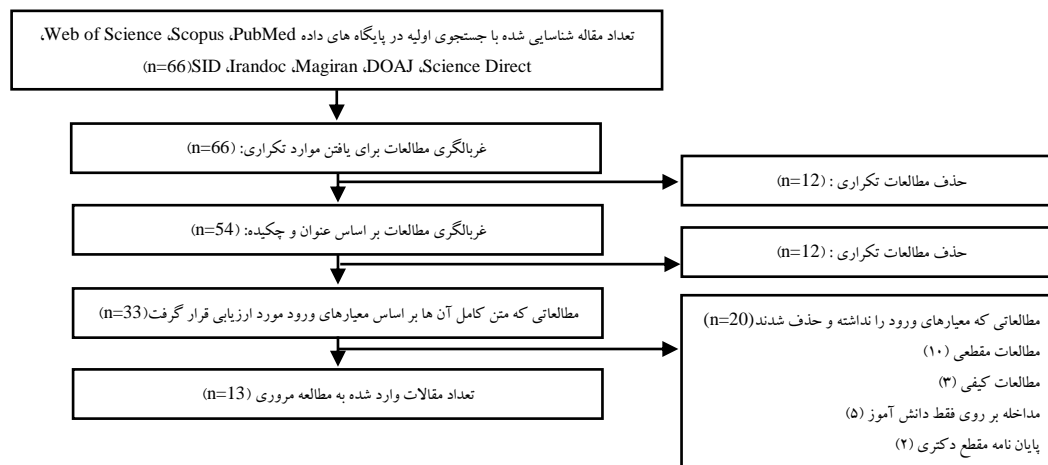 تعداد مقاله شناسایی شده با جستجوی اولیه در پایگاه های داده Web of Science ،Scopus ،PubMed،
(n=66)SID ،Irandoc ،Magiran ،DOAJ ،Science Direct
غربالگری مطالعات برای یافتن موارد تکراری: (n=66)
حذف مطالعات تکراری : (n=12)
غربالگری مطالعات بر اساس عنوان و چکیده: (n=54)
حذف مطالعات تکراری : (n=12)
مطالعاتی که متن کامل آن ها بر اساس معیارهای ورود مورد ارزیابی قرار گرفت(n=33)
مطالعاتی که معیارهای ورود را نداشته و حذف شدند(n=20)
مطالعات مقطعی (۱۰)
مطالعات کیفی (۳)
مداخله بر روی فقط دانش آموز (۵)
پایان نامه مقطع دکتری (۲)
تعداد مقالات وارد شده به مطالعه مروری (n=13)